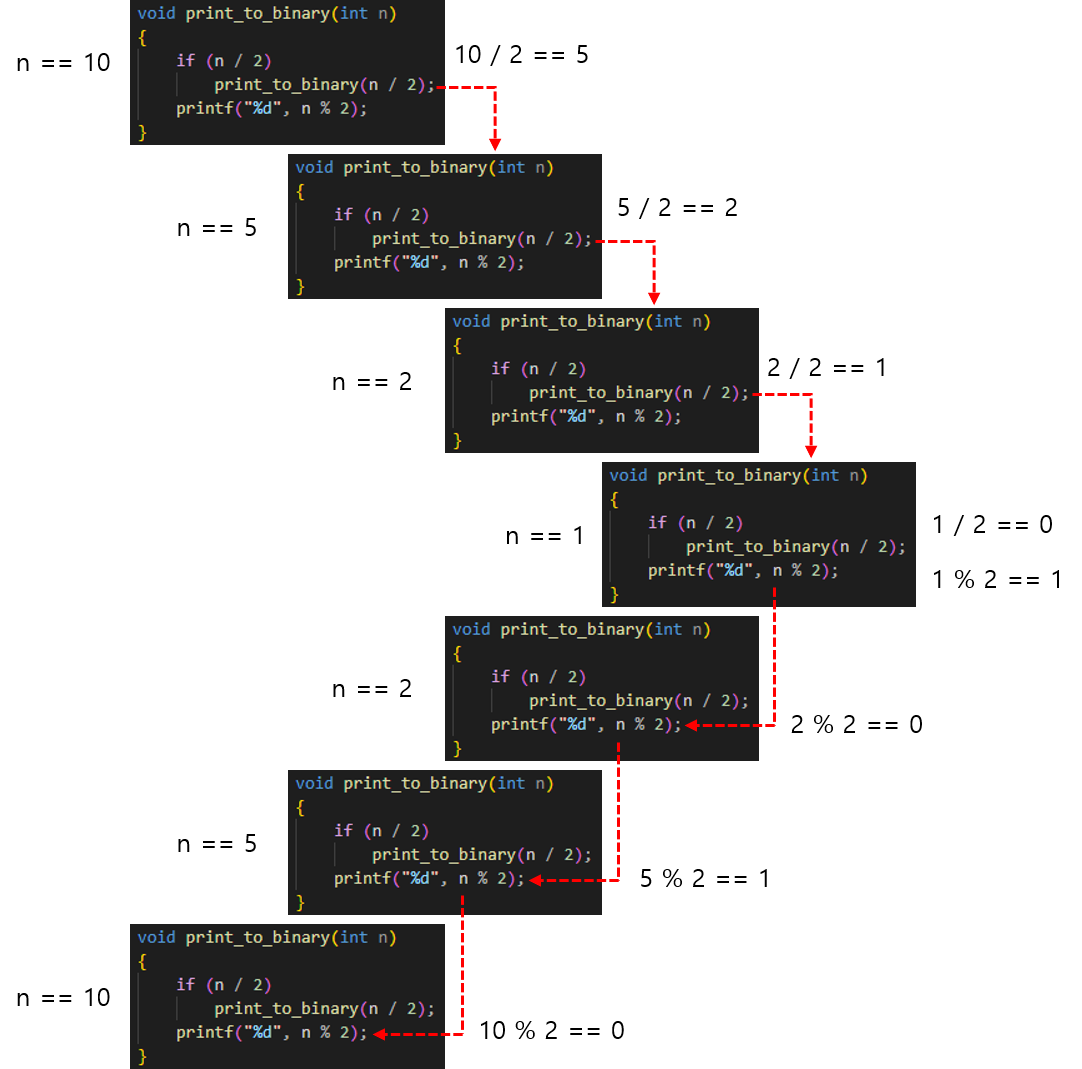 void print_to_binary(int n)
{
n == 10
if (n / 2)
10 / 2 == 5
print_to_binary(n / 2);
printf("%d", n % 2);
}
void print_to_binary(int n)
{
n == 5
if (n / 2)
5 / 2 == 2
print_to_binary(n / 2);
printf("%d", n % 2);
}
void print_to_binary(int n)
{
n == 2
if (n / 2)
2 / 2 == 1
print_to_binary(n / 2);
printf("%d", n % 2);
}
void print_to_binary(int n)
{
n == 1
if (n / 2)
1 / 2 == 0
print_to_binary(n / 2);
printf("%d", n % 2);
1 % 2 == 1
}
void print_to_binary(int n)
{
n == 2
if (n / 2)
print_to_binary(n / 2);
printf("%d", n % 2);
2 % 2 == 0
}
void print_to_binary(int n)
{
n == 5
if (n / 2)
print_to_binary(n / 2);
printf("%d", n % 2);
5 % 2 == 1
}
void print_to_binary(int n)
{
n == 10
if (n / 2)
print_to_binary(n / 2);
printf("%d", n % 2);
10 % 2 == 0
}